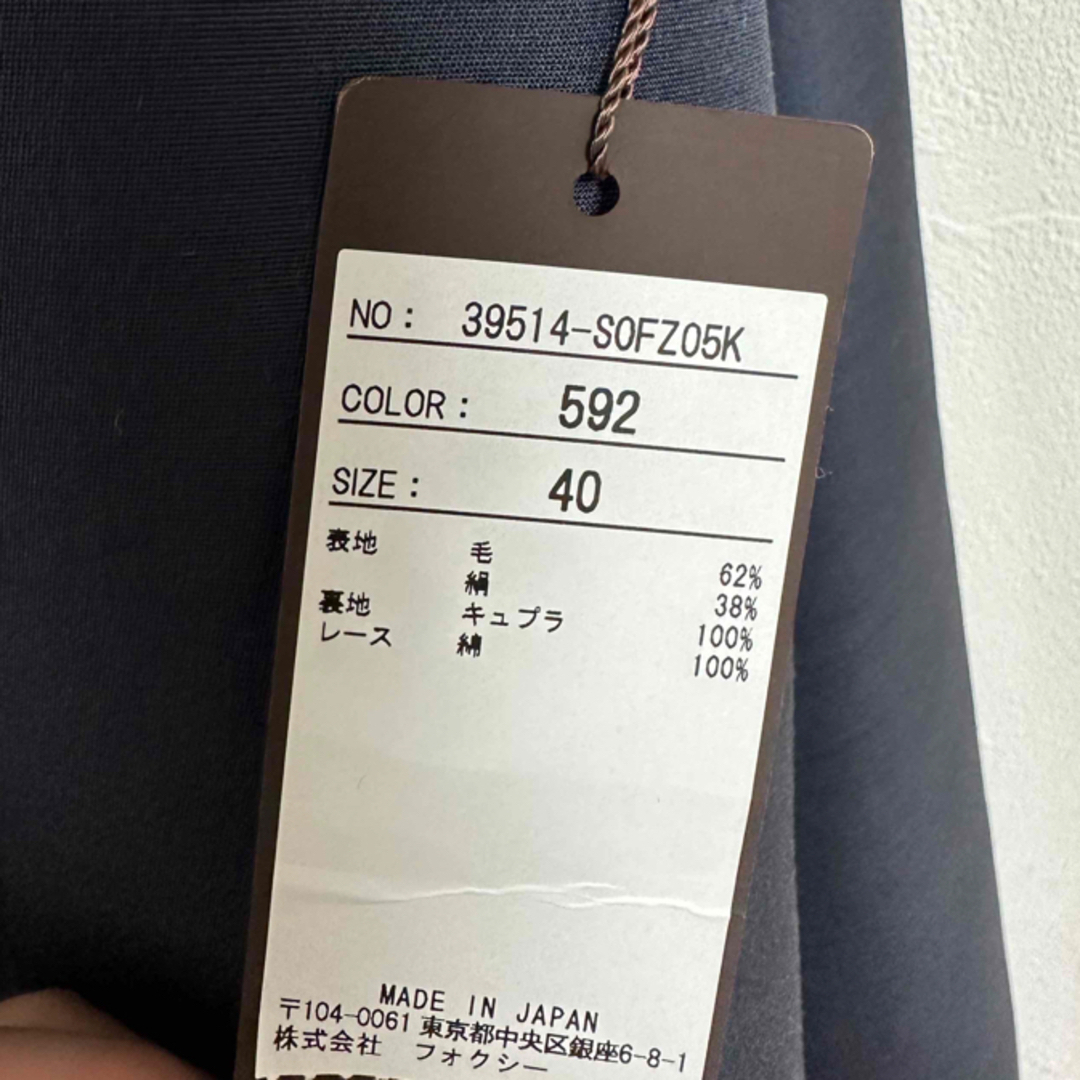 NO： 39514-S0FZ05K
COLOR： 592
SIZE： 40
表地 毛 62%
絹 38%
裏地 キュプラ 100%
レース 綿 100%
MADE IN JAPAN
〒104-0061 東京都中央区銀座6-8-1
株式会社 フォクシー